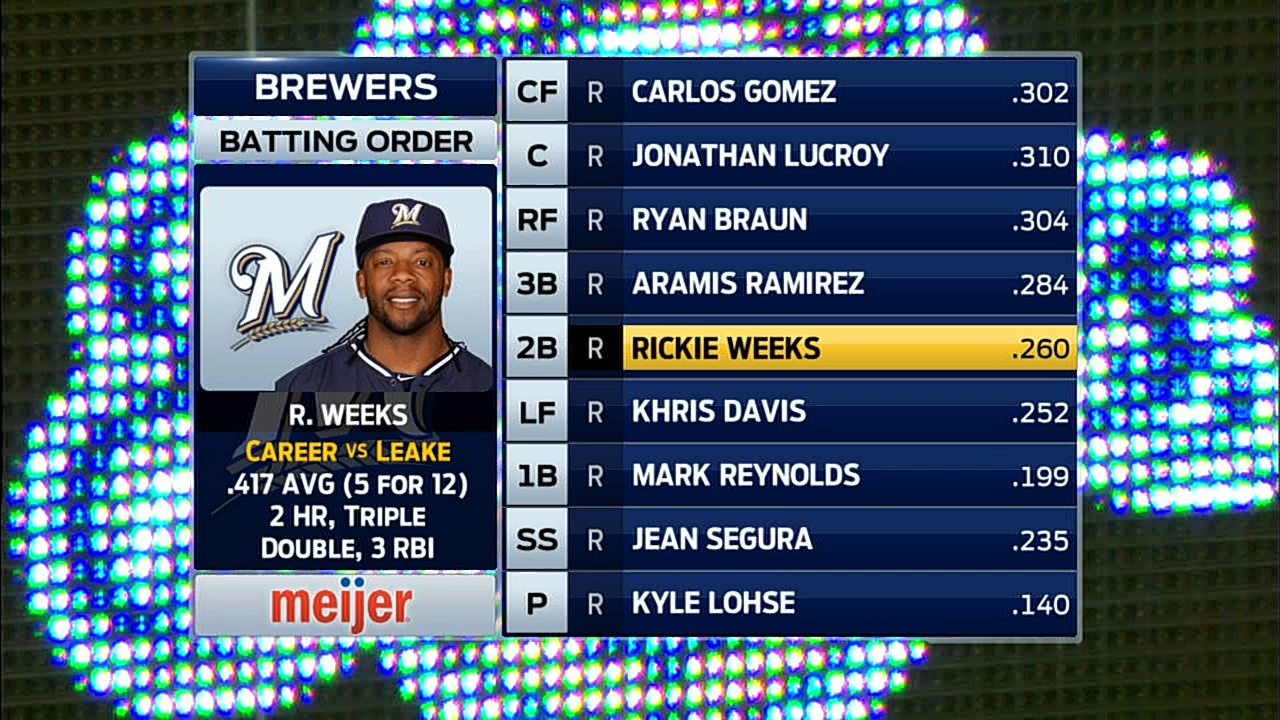 BREWERS
BATTING ORDER
M
M
R. WEEKS
CAREER VS LEAKE
.417 AVG (5 FOR 12)
2 HR, TRIPLE
DOUBLE, 3 RBI
meijer
CF R CARLOS GOMEZ .302
C R JONATHAN LUCROY .310
RF R RYAN BRAUN .304
3B R ARAMIS RAMIREZ .284
2B R RICKIE WEEKS .260
LF R KHRIS DAVIS .252
1B R MARK REYNOLDS .199
SS R JEAN SEGURA .235
P R KYLE LOHSE .140